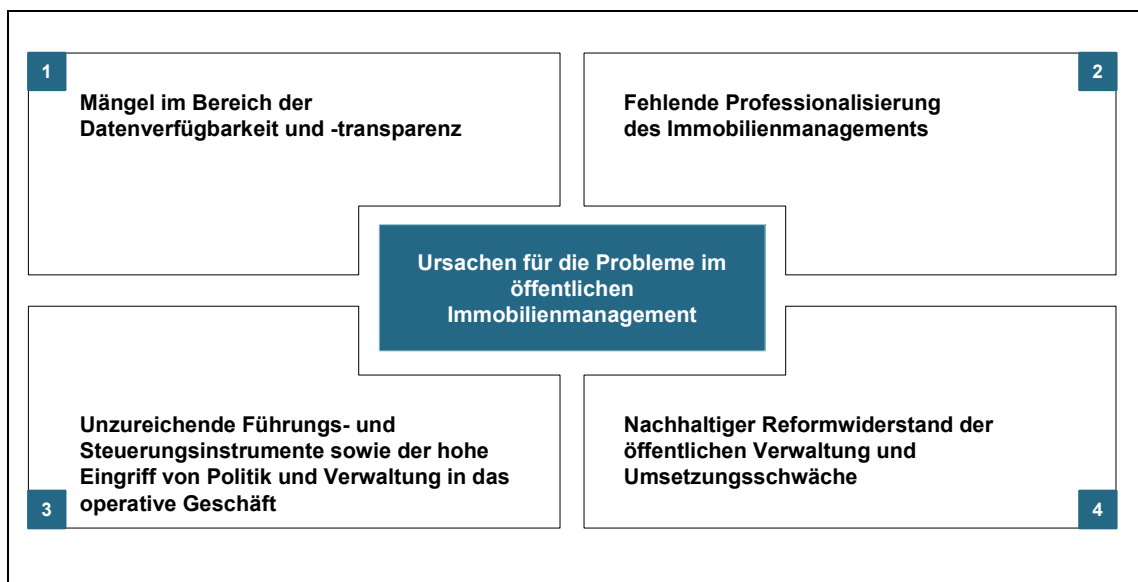 1
Mängel im Bereich der
Datenverfügbarkeit und -transparenz
2
Fehlende Professionalisierung
des Immobilienmanagements
Ursachen für die Probleme im
öffentlichen
Immobilienmanagement
3
Unzureichende Führungs- und
Steuerungsinstrumente sowie der hohe
Eingriff von Politik und Verwaltung in das
operative Geschäft
4
Nachhaltiger Reformwiderstand der
öffentlichen Verwaltung und
Umsetzungsschwäche